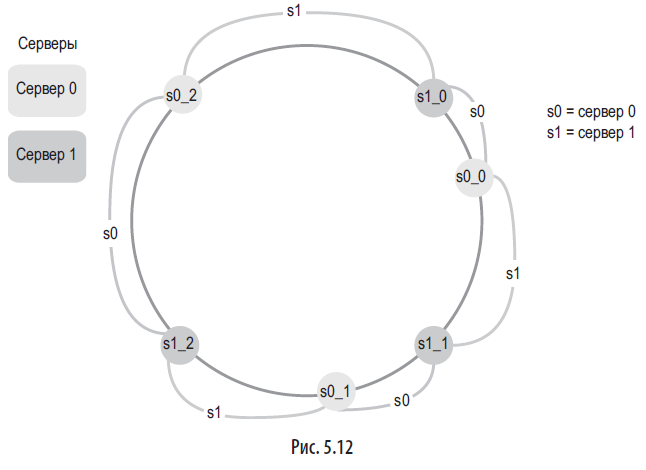 s1
Серверы
Сервер 0
s0_2
s1_0
s0
s0 = сервер 0
s1 = сервер 1
Сервер 1
s0_0
s0
s1
s1_2
s1_1
s0_1
s0
s1
Рис. 5.12